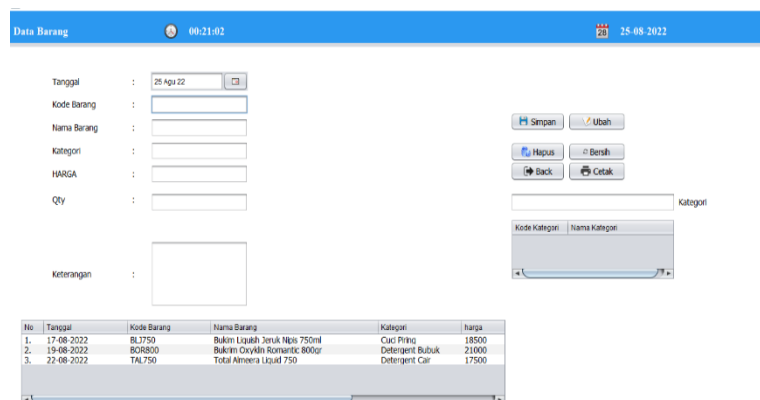 Data Barang 00:21:02 28 25-08-2022
Tanggal : 25 Agu 22
Kode Barang :
Nama Barang :
Kategori :
HARGA :
Qty :
Keterangan :
Simpan Ubah
Hapus Bersih
Back Cetak
Kategori
Kode Kategori Nama Kategori
No Tanggal Kode Barang Nama Barang Kategori harga
1. 17-08-2022 BLJ750 Bukim Liquish Jeruk Nipis 750ml Cuci Piring 18500
2. 19-08-2022 BOR800 Bukrim Oxyklin Romantic 800gr Detergent Bubuk 21000
3. 22-08-2022 TAL750 Total Almeera Liquid 750 Detergent Cair 17500